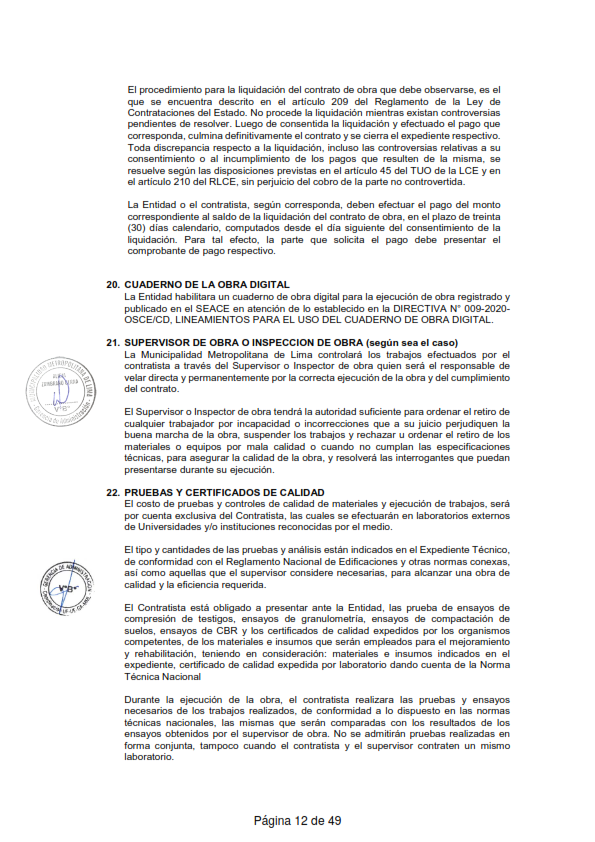 El procedimiento para la liquidación del contrato de obra que debe observarse, es el
que se encuentra descrito en el artículo 209 del Reglamento de la Ley de
Contrataciones del Estado. No procede la liquidación mientras existan controversias
pendientes de resolver. Luego de consentida la liquidación y efectuado el pago que
corresponda, culmina definitivamente el contrato y se cierra el expediente respectivo.
Toda discrepancia respecto a la liquidación, incluso las controversias relativas a su
consentimiento o al incumplimiento de los pagos que resulten de la misma, se
resuelve según las disposiciones previstas en el artículo 45 del TUO de la LCE y en
el artículo 210 del RLCE, sin perjuicio del cobro de la parte no controvertida.
La Entidad o el contratista, según corresponda, deben efectuar el pago del monto
correspondiente al saldo de la liquidación del contrato de obra, en el plazo de treinta
(30) días calendario, computados desde el día siguiente del consentimiento de la
liquidación. Para tal efecto, la parte que solicita el pago debe presentar el
comprobante de pago respectivo.
20. CUADERNO DE LA OBRA DIGITAL
La Entidad habilitara un cuaderno de obra digital para la ejecución de obra registrado y
publicado en el SEACE en atención de lo establecido en la DIRECTIVA N° 009-2020-
OSCE/CD, LINEAMIENTOS PARA EL USO DEL CUADERNO DE OBRA DIGITAL.
21. SUPERVISOR DE OBRA O INSPECCION DE OBRA (según sea el caso)
La Municipalidad Metropolitana de Lima controlará los trabajos efectuados por el
contratista a través del Supervisor o Inspector de obra quien será el responsable de
velar directa y permanentemente por la correcta ejecución de la obra y del cumplimiento
del contrato.
El Supervisor o Inspector de obra tendrá la autoridad suficiente para ordenar el retiro de
cualquier trabajador por incapacidad o incorrecciones que a su juicio perjudiquen la
buena marcha de la obra, suspender los trabajos y rechazar u ordenar el retiro de los
materiales o equipos por mala calidad o cuando no cumplan las especificaciones
técnicas, para asegurar la calidad de la obra, y resolverá las interrogantes que puedan
presentarse durante su ejecución.
22. PRUEBAS Y CERTIFICADOS DE CALIDAD
El costo de pruebas y controles de calidad de materiales y ejecución de trabajos, será
por cuenta exclusiva del Contratista, las cuales se efectuarán en laboratorios externos
de Universidades y/o instituciones reconocidas por el medio.
GERENCIA DE ADMINISTRACIÓN
V°B°
El tipo y cantidades de las pruebas y análisis están indicados en el Expediente Técnico,
de conformidad con el Reglamento Nacional de Edificaciones y otras normas conexas,
así como aquellas que el supervisor considere necesarias, para alcanzar una obra de
calidad y la eficiencia requerida.
El Contratista está obligado a presentar ante la Entidad, las prueba de ensayos de
compresión de testigos, ensayos de granulometría, ensayos de compactación de
suelos, ensayos de CBR y los certificados de calidad expedidos por los organismos
competentes, de los materiales e insumos que serán empleados para el mejoramiento
y rehabilitación, teniendo en consideración: materiales e insumos indicados en el
expediente, certificado de calidad expedida por laboratorio dando cuenta de la Norma
Técnica Nacional
Durante la ejecución de la obra, el contratista realizara las pruebas y ensayos
necesarios de los trabajos realizados, de conformidad a lo dispuesto en las normas
técnicas nacionales, las mismas que serán comparadas con los resultados de los
ensayos obtenidos por el supervisor de obra. No se admitirán pruebas realizadas en
forma conjunta, tampoco cuando el contratista y el supervisor contraten un mismo
laboratorio.
Página 12 de 49